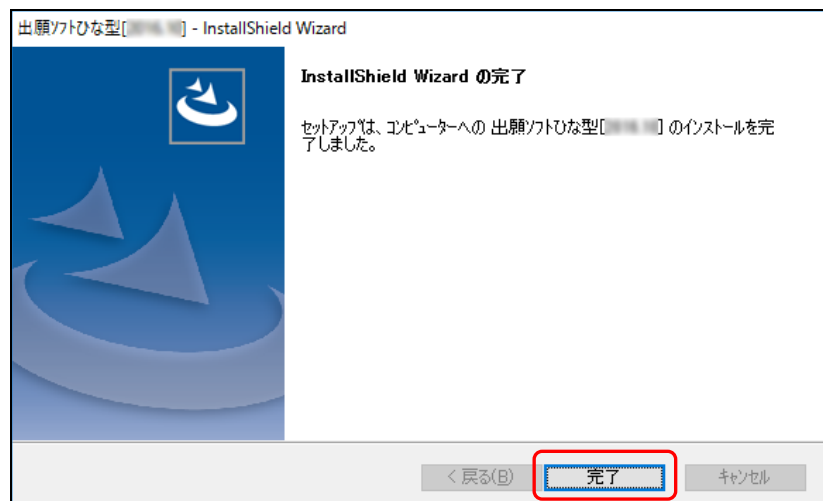 出願ｿﾌﾄひな型[ ] - InstallShield Wizard
InstallShield Wizard の完了
ｾｯﾄｱｯﾌﾟは、ｺﾝﾋﾟｭｰﾀｰへの 出願ｿﾌﾄひな型[ ] のｲﾝｽﾄｰﾙを完
了しました。
< 戻る(B)
完了
ｷｬﾝｾﾙ